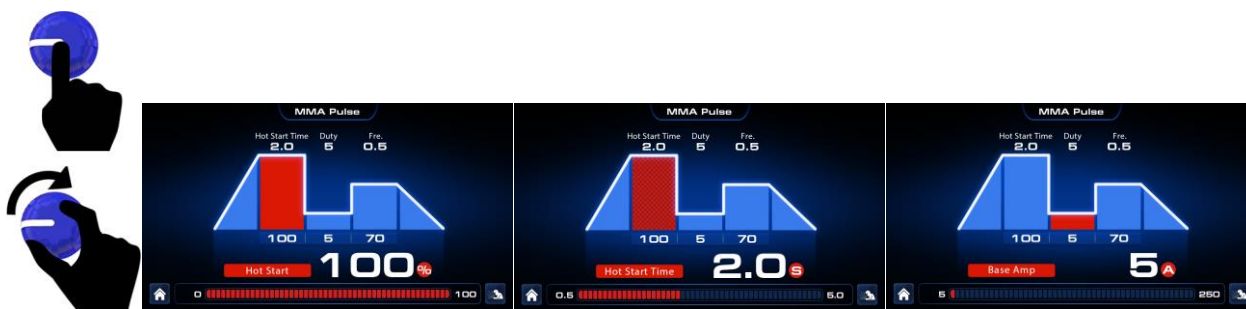 MMA Pulse
Hot Start Time Duty Fre.
2.0 5 0.5
100 5 70
Hot Start 100%
0 100
MMA Pulse
Hot Start Time Duty Fre.
2.0 5 0.5
100 5 70
Hot Start Time 2.0 S
0.5 5.0
MMA Pulse
Hot Start Time Duty Fre.
2.0 5 0.5
100 5 70
Base Amp 5 A
5 250